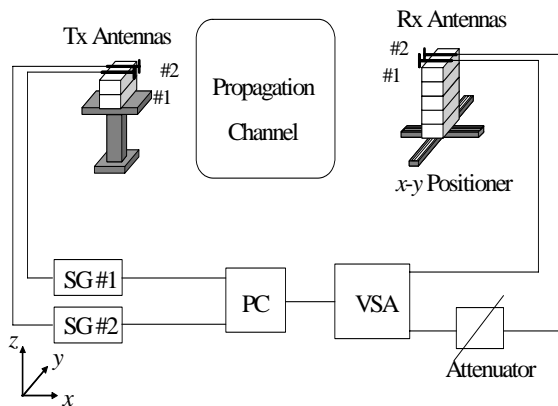 Tx Antennas
#2
#1
Propagation
Channel
Rx Antennas
#2
#1
x-y Positioner
SG #1
SG #2
PC
VSA
Attenuator
z
y
x